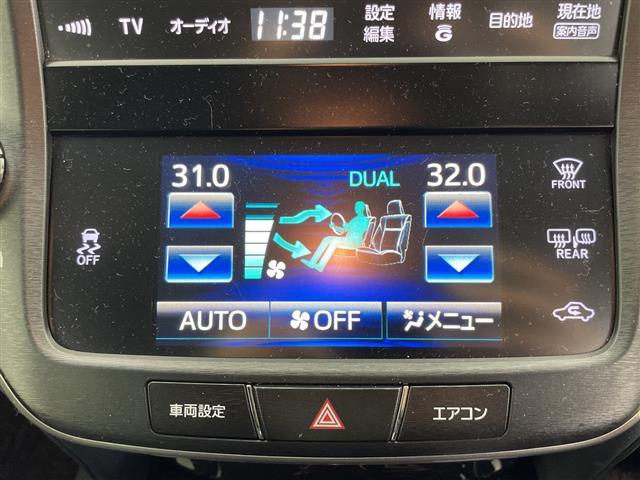 TV オーディオ 11:38 設定編集 情報 G 目的地 現在地 案内音声
31.0 DUAL 32.0
FRONT
OFF
REAR
AUTO OFF メニュー
車両設定 エアコン